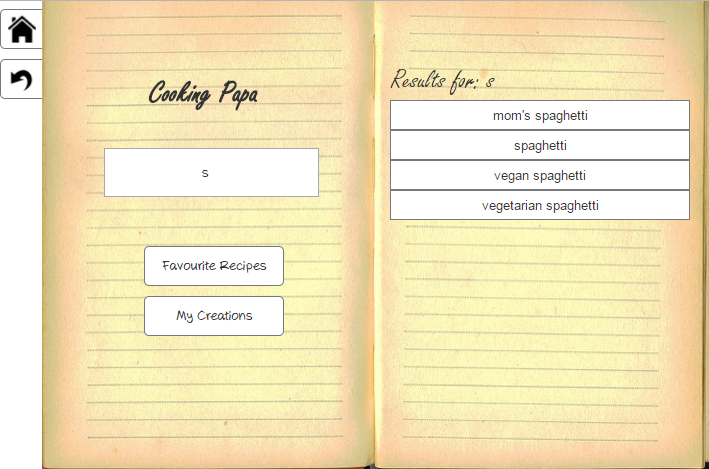 Cooking Papa
s
Favourite Recipes
My Creations
Results for: s
mom's spaghetti
spaghetti
vegan spaghetti
vegetarian spaghetti